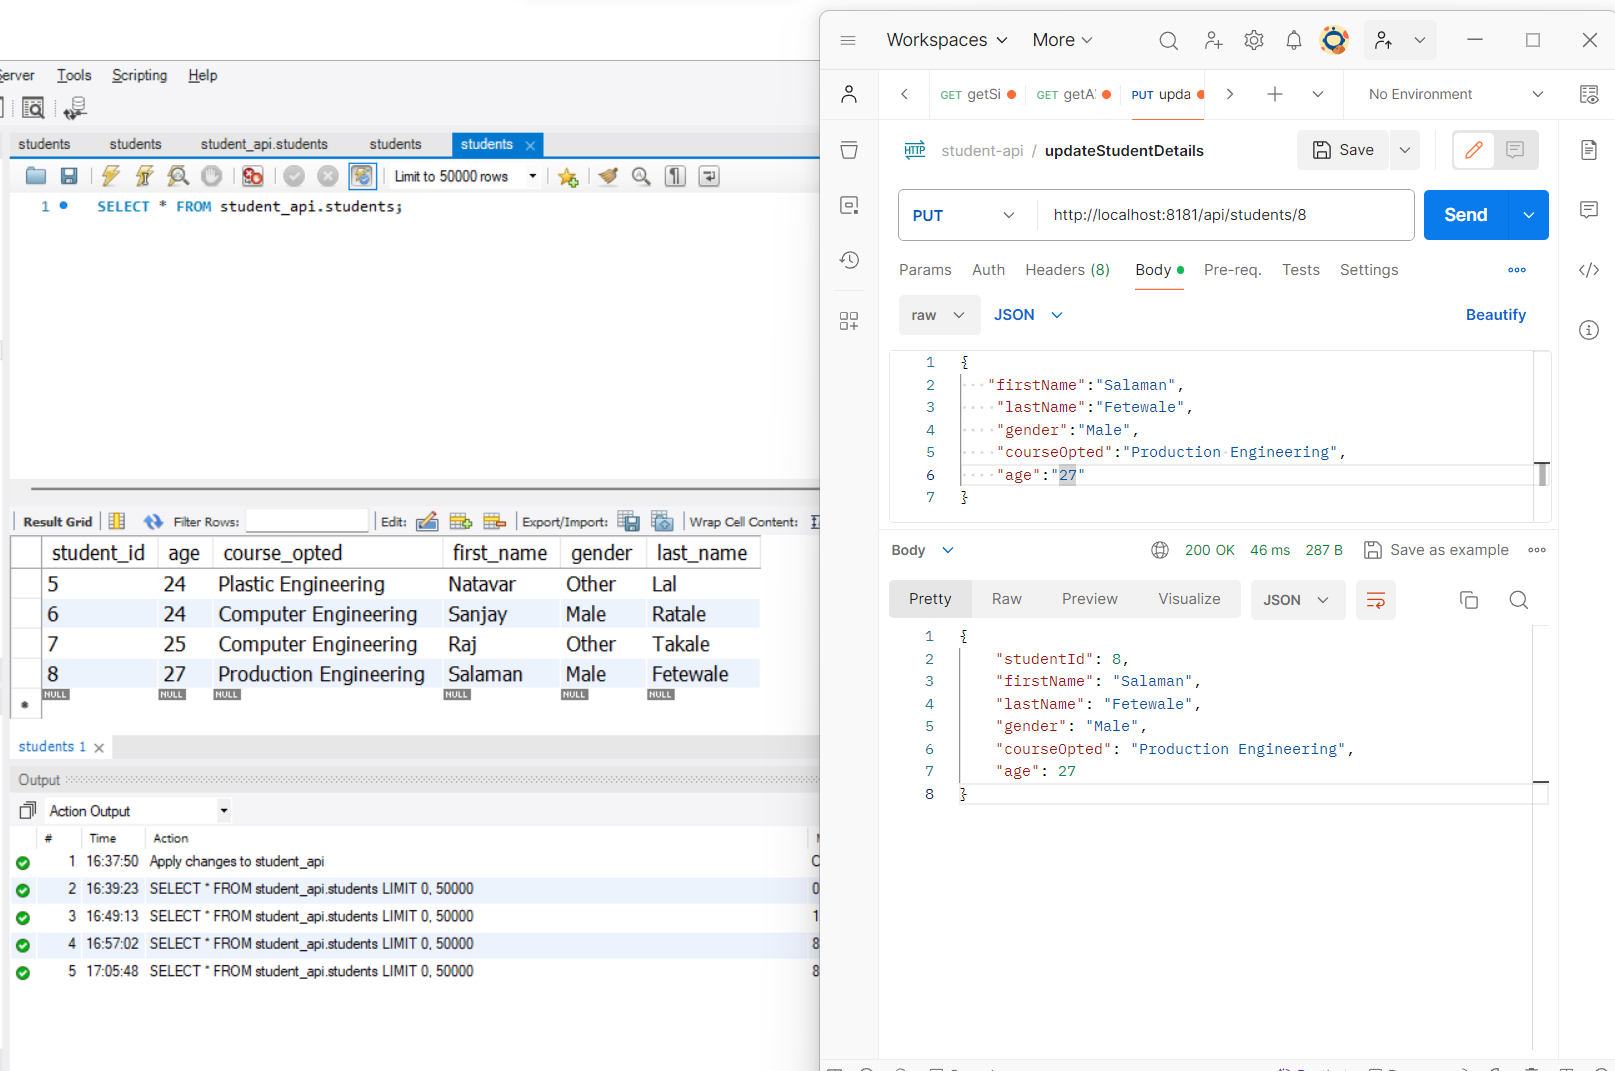 Server Tools Scripting Help
students students student_api.students students students
Limit to 50000 rows
1 SELECT * FROM student_api.students;
Result Grid Filter Rows: Edit: Export/Import: Wrap Cell Content:
student_id age course_opted first_name gender last_name
5 24 Plastic Engineering Natavar Other Lal
6 24 Computer Engineering Sanjay Male Ratale
7 25 Computer Engineering Raj Other Takale
8 27 Production Engineering Salaman Male Fetewale
NULL NULL NULL NULL NULL NULL
students 1
Output
Action Output
# Time Action
1 16:37:50 Apply changes to student_api
2 16:39:23 SELECT * FROM student_api.students LIMIT 0, 50000 0
3 16:49:13 SELECT * FROM student_api.students LIMIT 0, 50000 1
4 16:57:02 SELECT * FROM student_api.students LIMIT 0, 50000 8
5 17:05:48 SELECT * FROM student_api.students LIMIT 0, 50000 8
Workspaces More
GET getSi GET getA PUT upda No Environment
HTTP student-api / updateStudentDetails Save
PUT http://localhost:8181/api/students/8 Send
Params Auth Headers (8) Body Pre-req. Tests Settings
raw JSON Beautify
1 {
2 "firstName":"Salaman",
3 "lastName":"Fetewale",
4 "gender":"Male",
5 "courseOpted":"Production Engineering",
6 "age":"27"
7 }
Body 200 OK 46 ms 287 B Save as example
Pretty Raw Preview Visualize JSON
1 {
2 "studentId": 8,
3 "firstName": "Salaman",
4 "lastName": "Fetewale",
5 "gender": "Male",
6 "courseOpted": "Production Engineering",
7 "age": 27
8 }